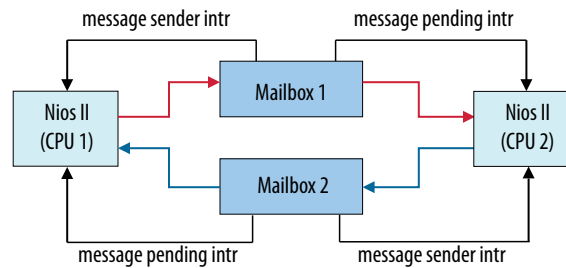 message sender intr
message pending intr
Mailbox 1
Nios II
(CPU 1)
Nios II
(CPU 2)
Mailbox 2
message pending intr
message sender intr